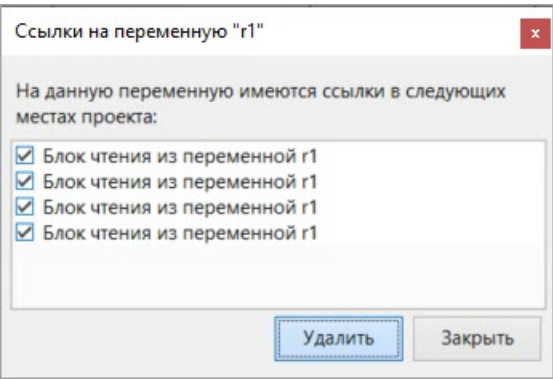 Ссылки на переменную "r1"
x
На данную переменную имеются ссылки в следующих
местах проекта:
Блок чтения из переменной r1
Блок чтения из переменной r1
Блок чтения из переменной r1
Блок чтения из переменной r1
Удалить
Закрыть